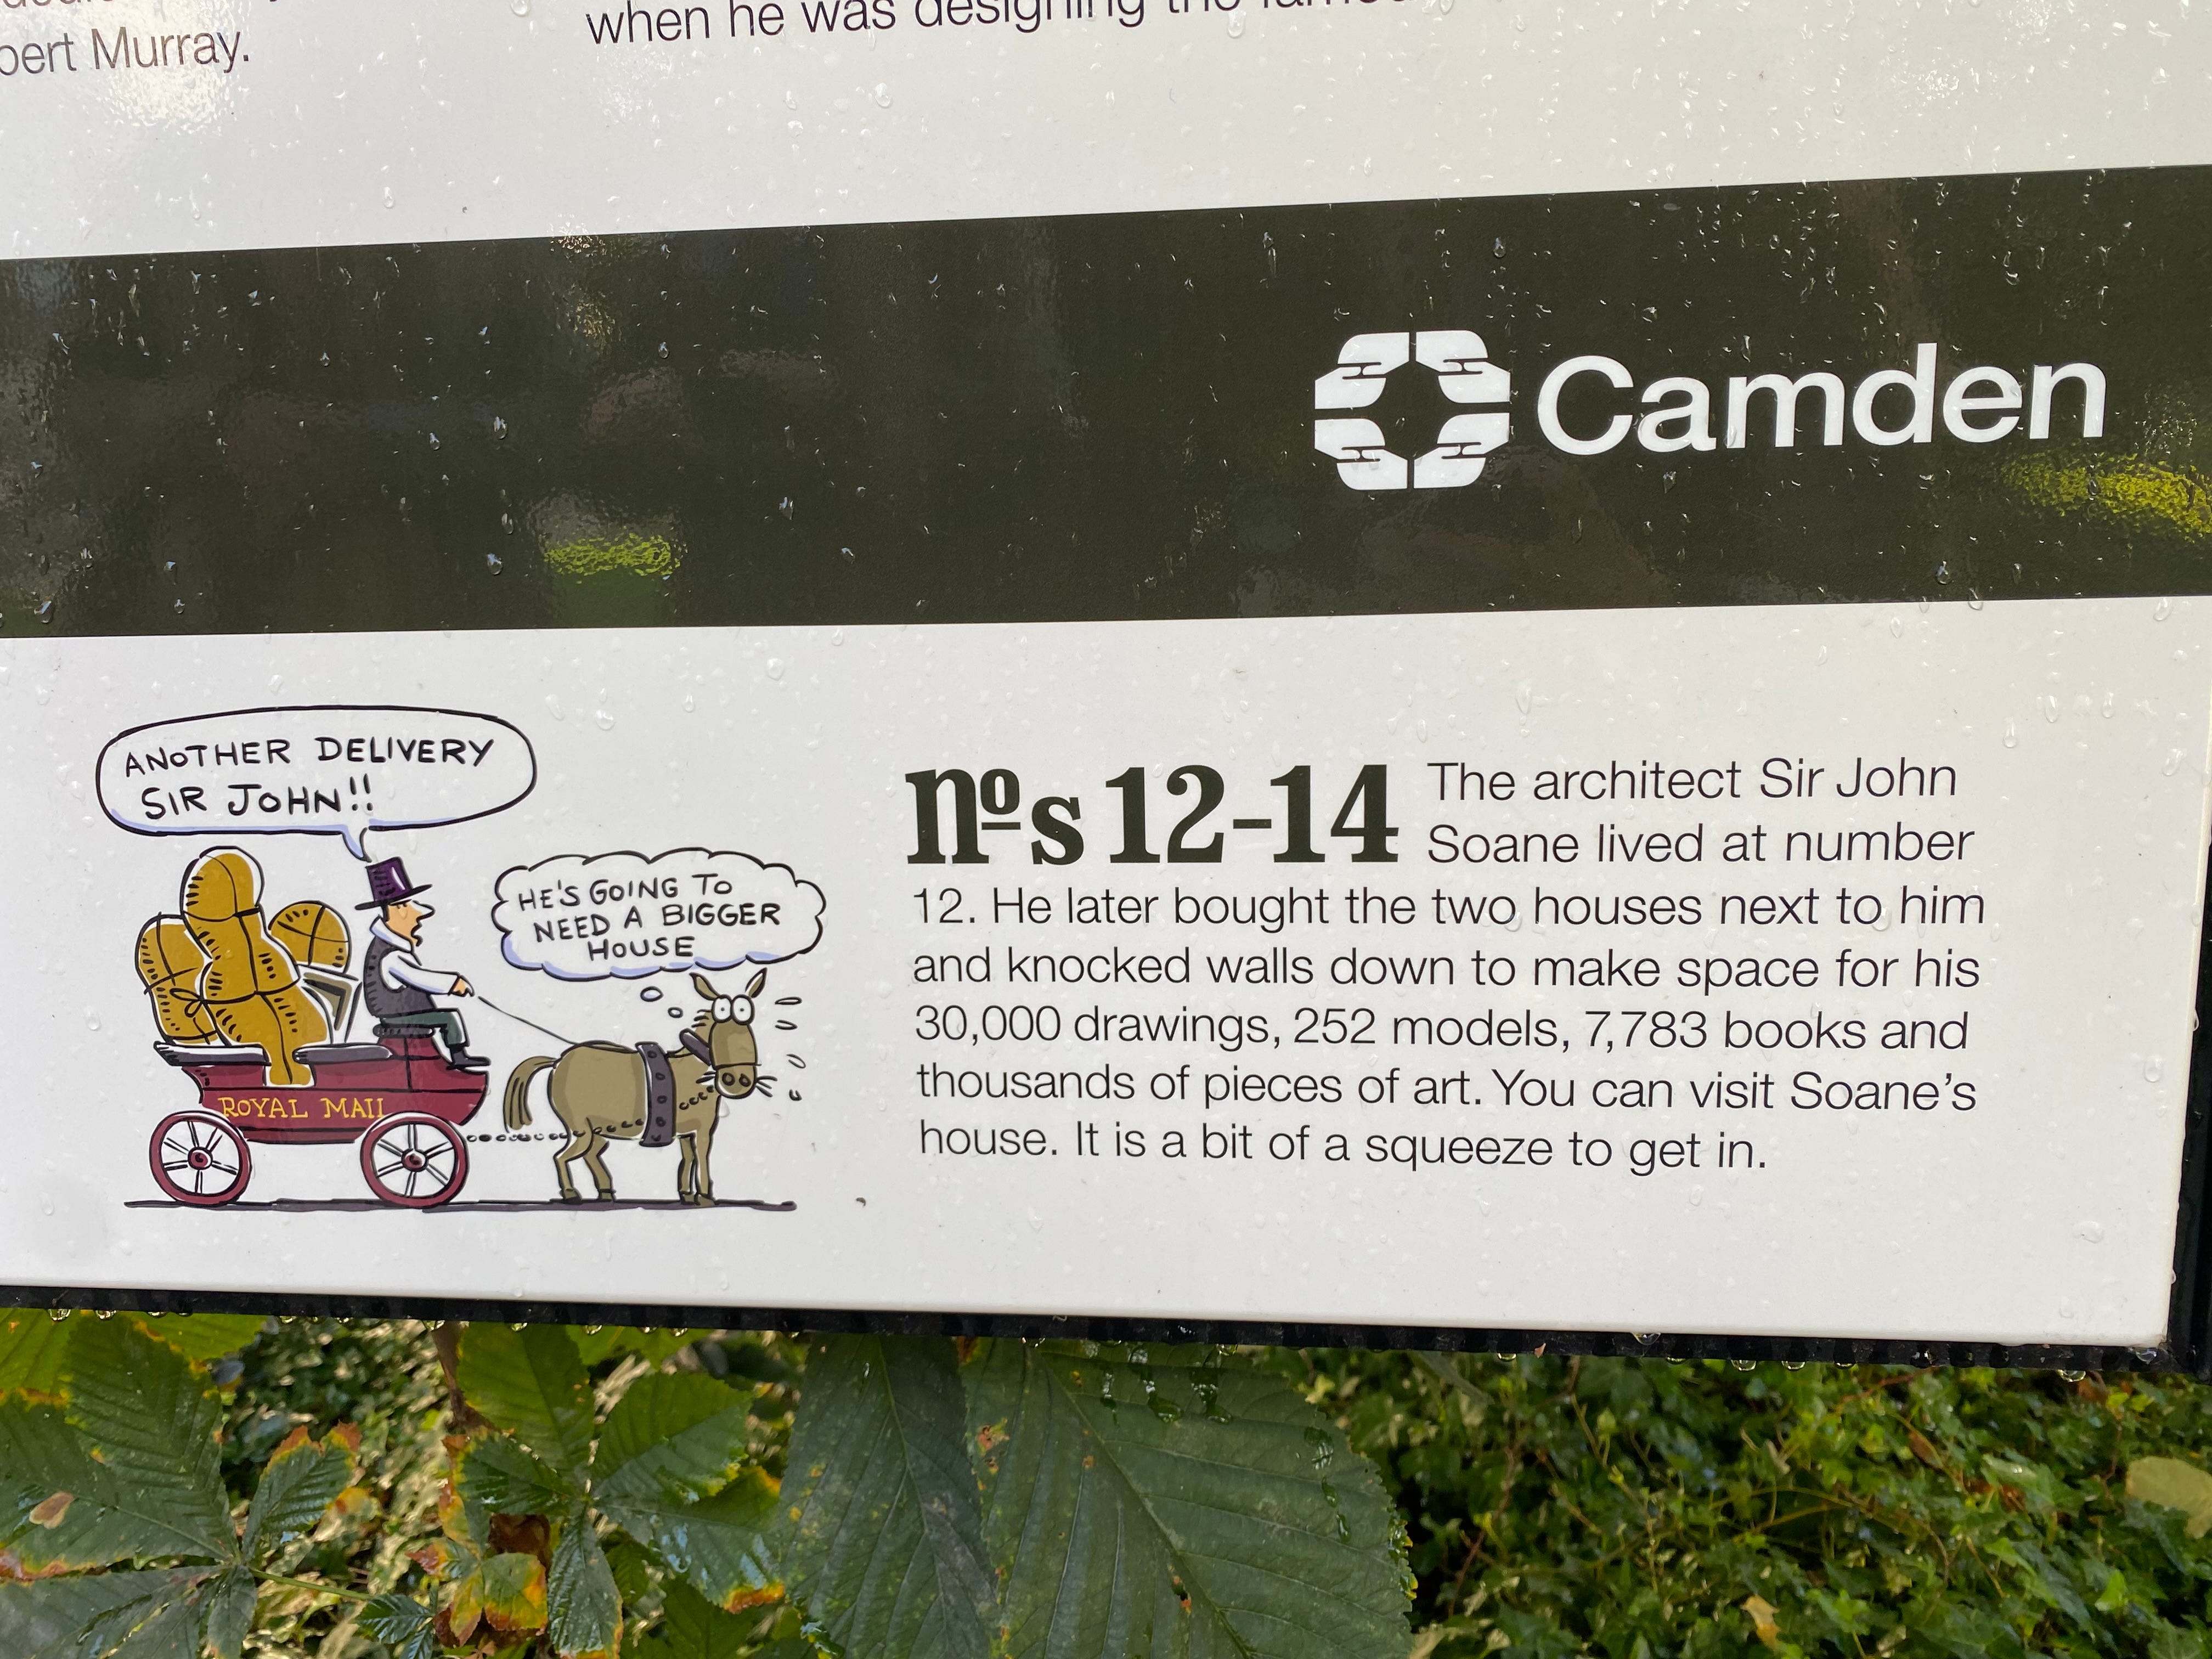 bert Murray.
when he was designing the
Camden
ANOTHER DELIVERY
SIR JOHN!!
HE'S GOING TO
NEED A BIGGER
HOUSE
ROYAL MAIL
nºs 12-14 The architect Sir John
Soane lived at number
12. He later bought the two houses next to him
and knocked walls down to make space for his
30,000 drawings, 252 models, 7,783 books and
thousands of pieces of art. You can visit Soane's
house. It is a bit of a squeeze to get in.